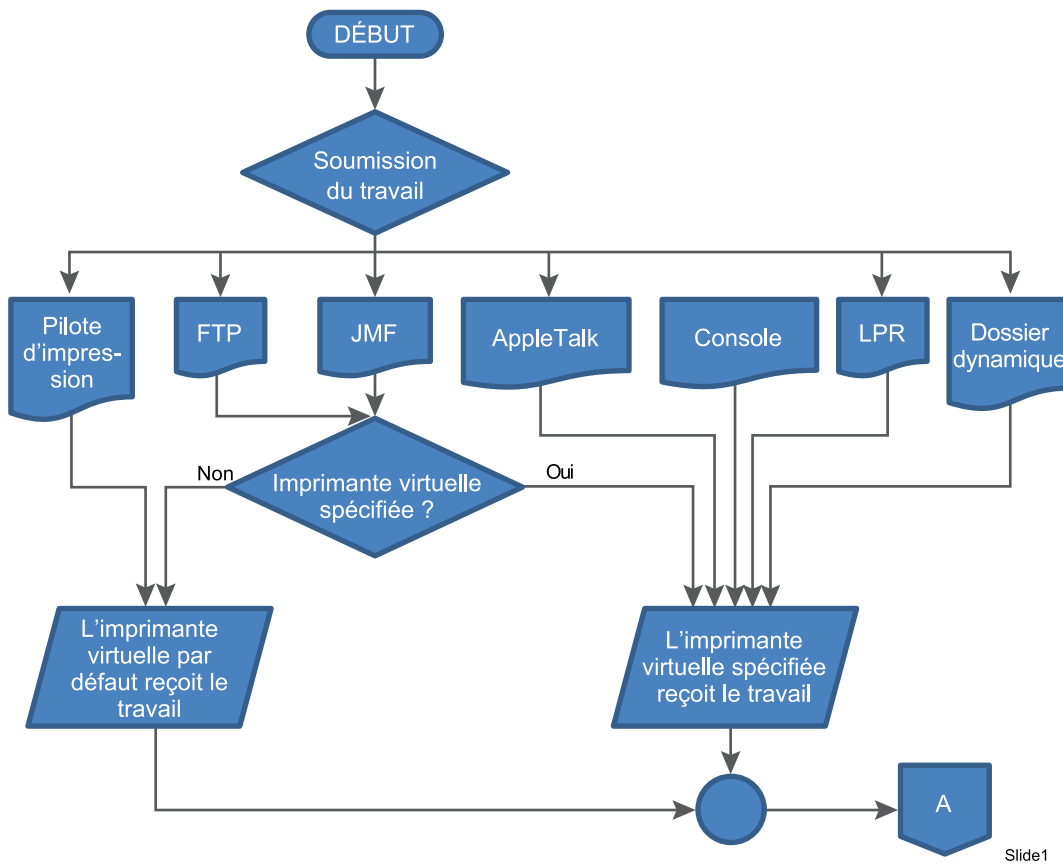 DÉBUT
Soumission
du travail
Pilote
d'impres-
sion
FTP
JMF
AppleTalk
Console
LPR
Dossier
dynamique
Non
Imprimante virtuelle
spécifiée ?
Oui
L'imprimante
virtuelle par
défaut reçoit le
travail
L'imprimante
virtuelle spécifiée
reçoit le travail
A
Slide1